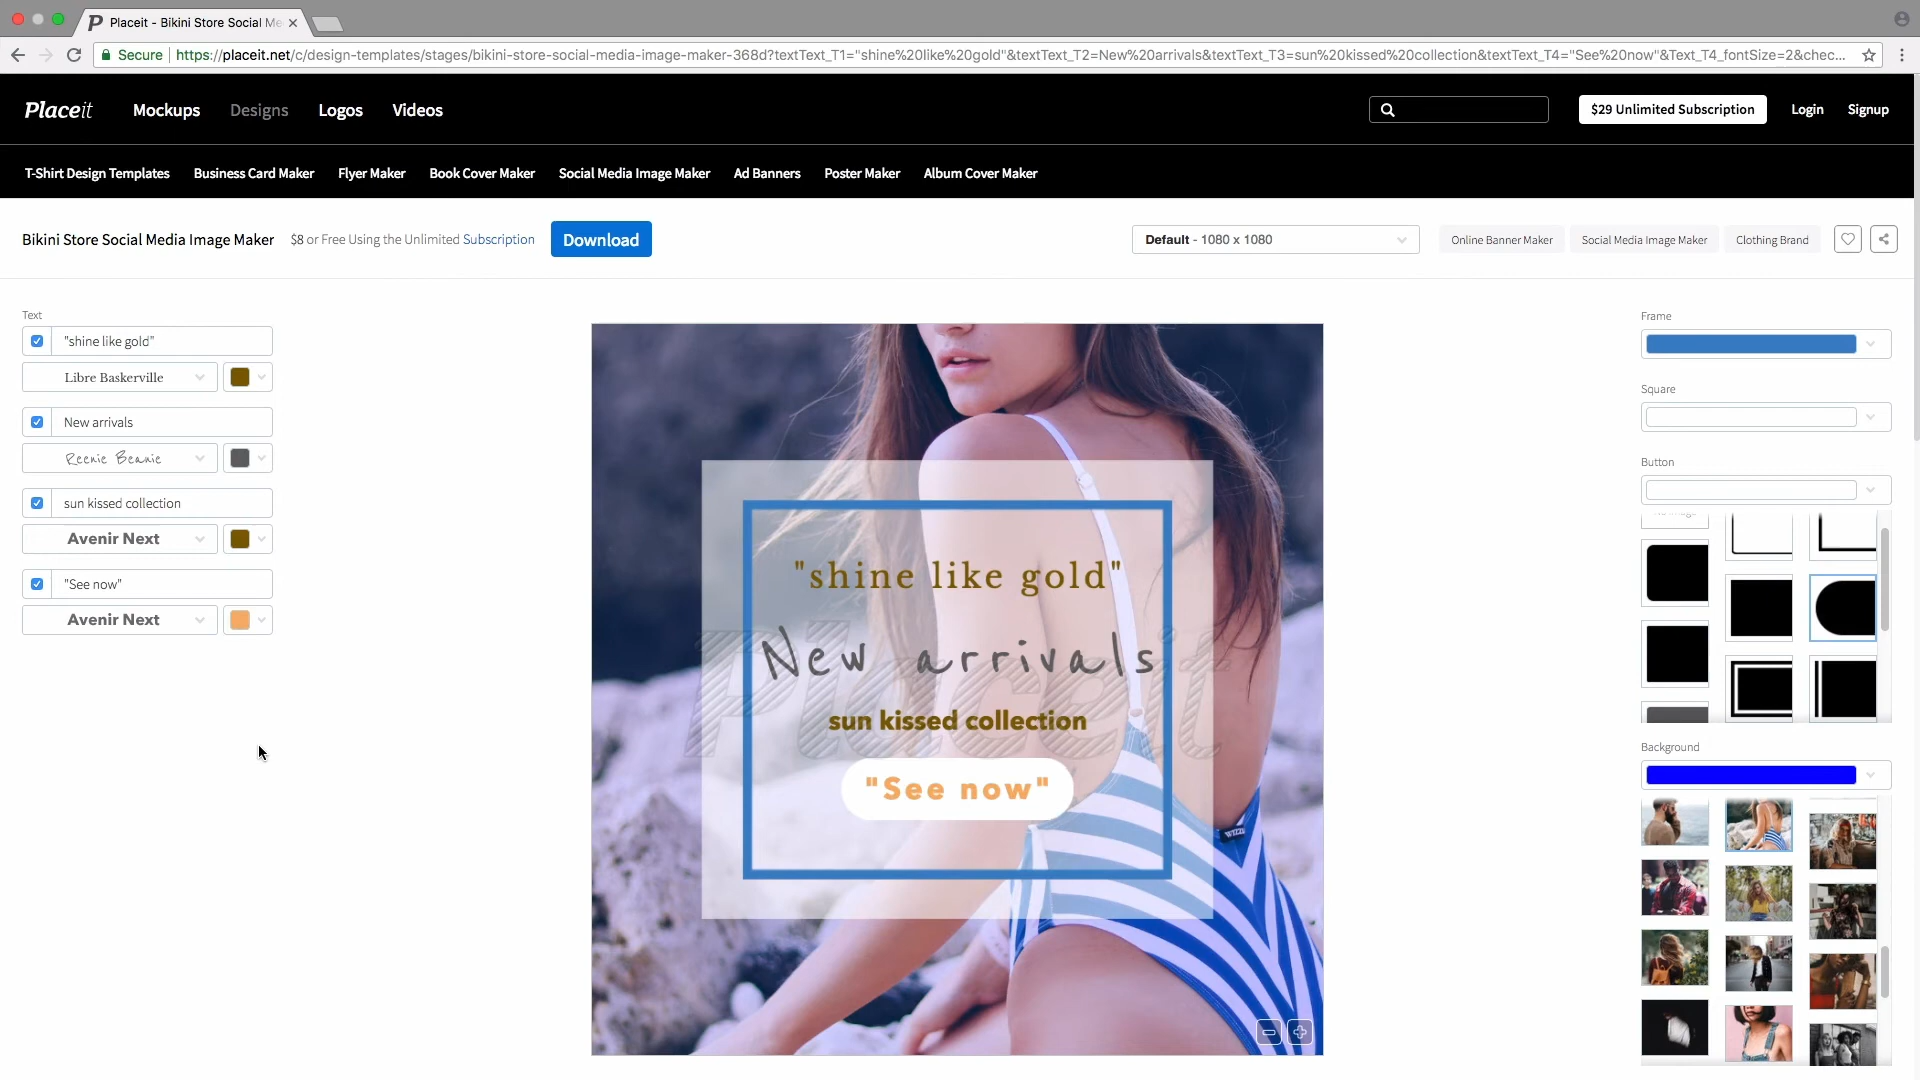 Placeit - Bikini Store Social Me
Secure
https://placeit.net/c/design-templates/stages/bikini-store-social-media-image-maker-368d?textText_T1="shine%20like%20gold"&textText_T2=New%20arrivals&textText_T3=sun%20kissed%20collection&textText_T4="See%20now"&Text_T4_fontSize=2&chec...
Placeit
Mockups
Designs
Logos
Videos
$29 Unlimited Subscription
Login
Signup
T-Shirt Design Templates
Business Card Maker
Flyer Maker
Book Cover Maker
Social Media Image Maker
Ad Banners
Poster Maker
Album Cover Maker
Bikini Store Social Media Image Maker
$8 or Free Using the Unlimited Subscription
Download
Default - 1080 x 1080
Online Banner Maker
Social Media Image Maker
Clothing Brand
Text
"shine like gold"
Libre Baskerville
New arrivals
Reenie Beanie
sun kissed collection
Avenir Next
"See now"
Avenir Next
"shine like gold"
New arrivals
Placeit
sun kissed collection
"See now"
Frame
Square
Button
Background